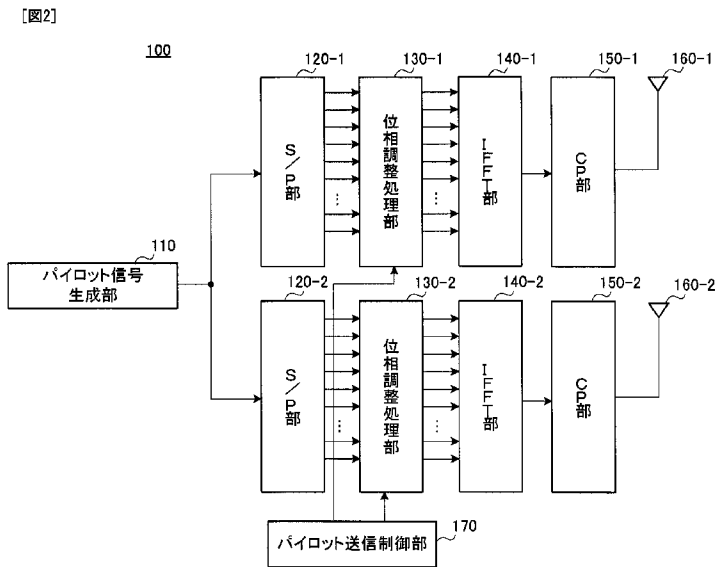 [図2]
100
120-1
130-1
140-1
150-1
160-1
S/P部
位相調整処理部
IFFT部
CP部
110
パイロット信号
生成部
120-2
130-2
140-2
150-2
160-2
S/P部
位相調整処理部
IFFT部
CP部
170
パイロット送信制御部